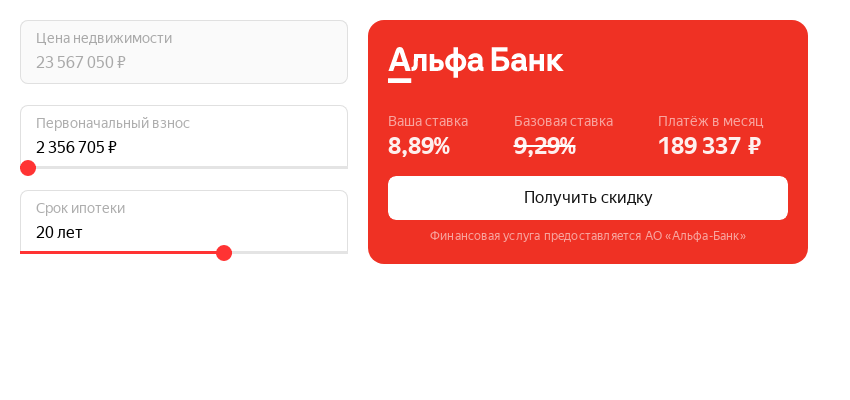 Цена недвижимости
23 567 050 ₽
Первоначальный взнос
2 356 705 ₽
Срок ипотеки
20 лет
Альфа Банк
Ваша ставка
8,89%
Базовая ставка
9,29%
Платёж в месяц
189 337 ₽
Получить скидку
Финансовая услуга предоставляется АО «Альфа-Банк»